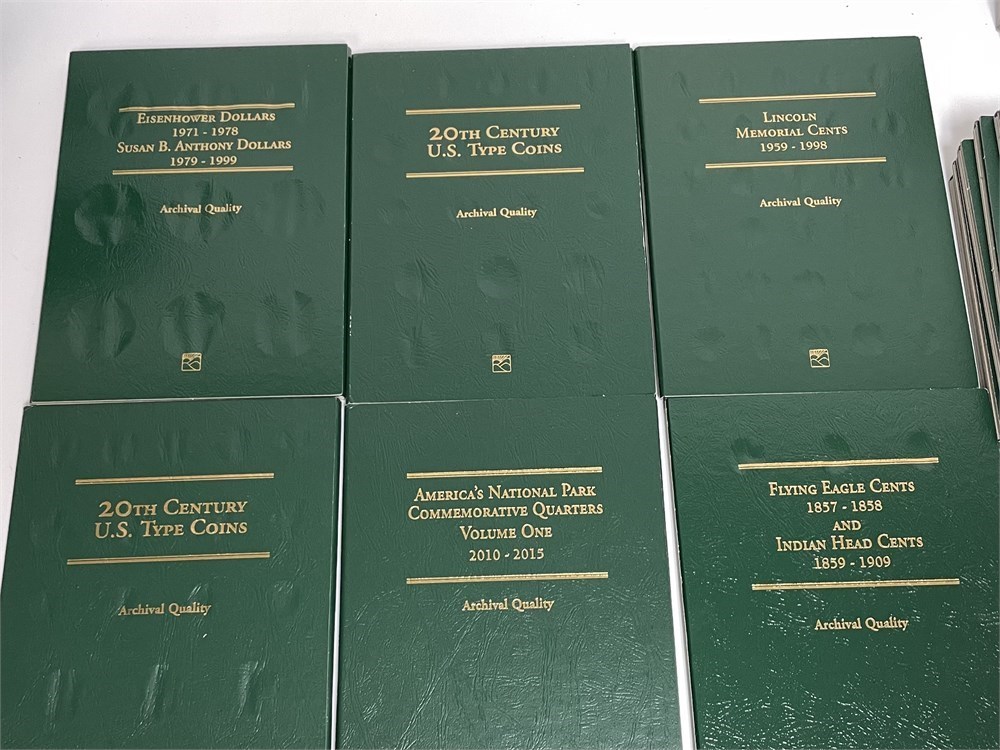 Eisenhower Dollars
1971 - 1978
Susan B. Anthony Dollars
1979 - 1999
Archival Quality
20th Century
U.S. Type Coins
Archival Quality
Lincoln
Memorial Cents
1959 - 1998
Archival Quality
20th Century
U.S. Type Coins
Archival Quality
America's National Park
Commemorative Quarters
Volume One
2010 - 2015
Archival Quality
Flying Eagle Cents
1857 - 1858
and
Indian Head Cents
1859 - 1909
Archival Quality